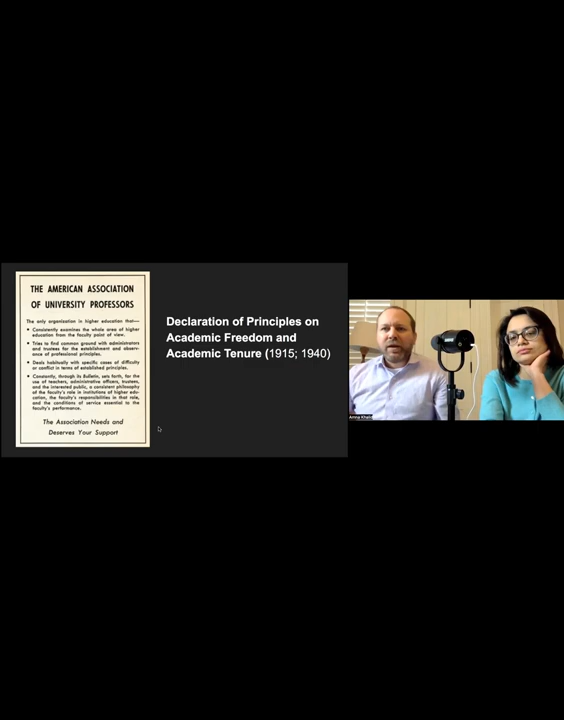 THE AMERICAN ASSOCIATION
OF UNIVERSITY PROFESSORS
The only organization in higher education that—
• Consistently examines the whole area of higher
education from the faculty point of view.
• Tries to find common ground with administrators
and trustees for the establishment and observ-
ance of professional principles.
• Deals habitually with specific cases of difficulty
or conflict in terms of established principles.
• Constantly, through its Bulletin, sets forth, for the
use of teachers, administrative officers, trustees,
and the interested public, a consistent philosophy
of the faculty's role in institutions of higher edu-
cation, the faculty's responsibilities in that role,
and the conditions of service essential to the
faculty's performance.
The Association Needs and
Deserves Your Support
Declaration of Principles on
Academic Freedom and
Academic Tenure (1915; 1940)
Amna Khalid